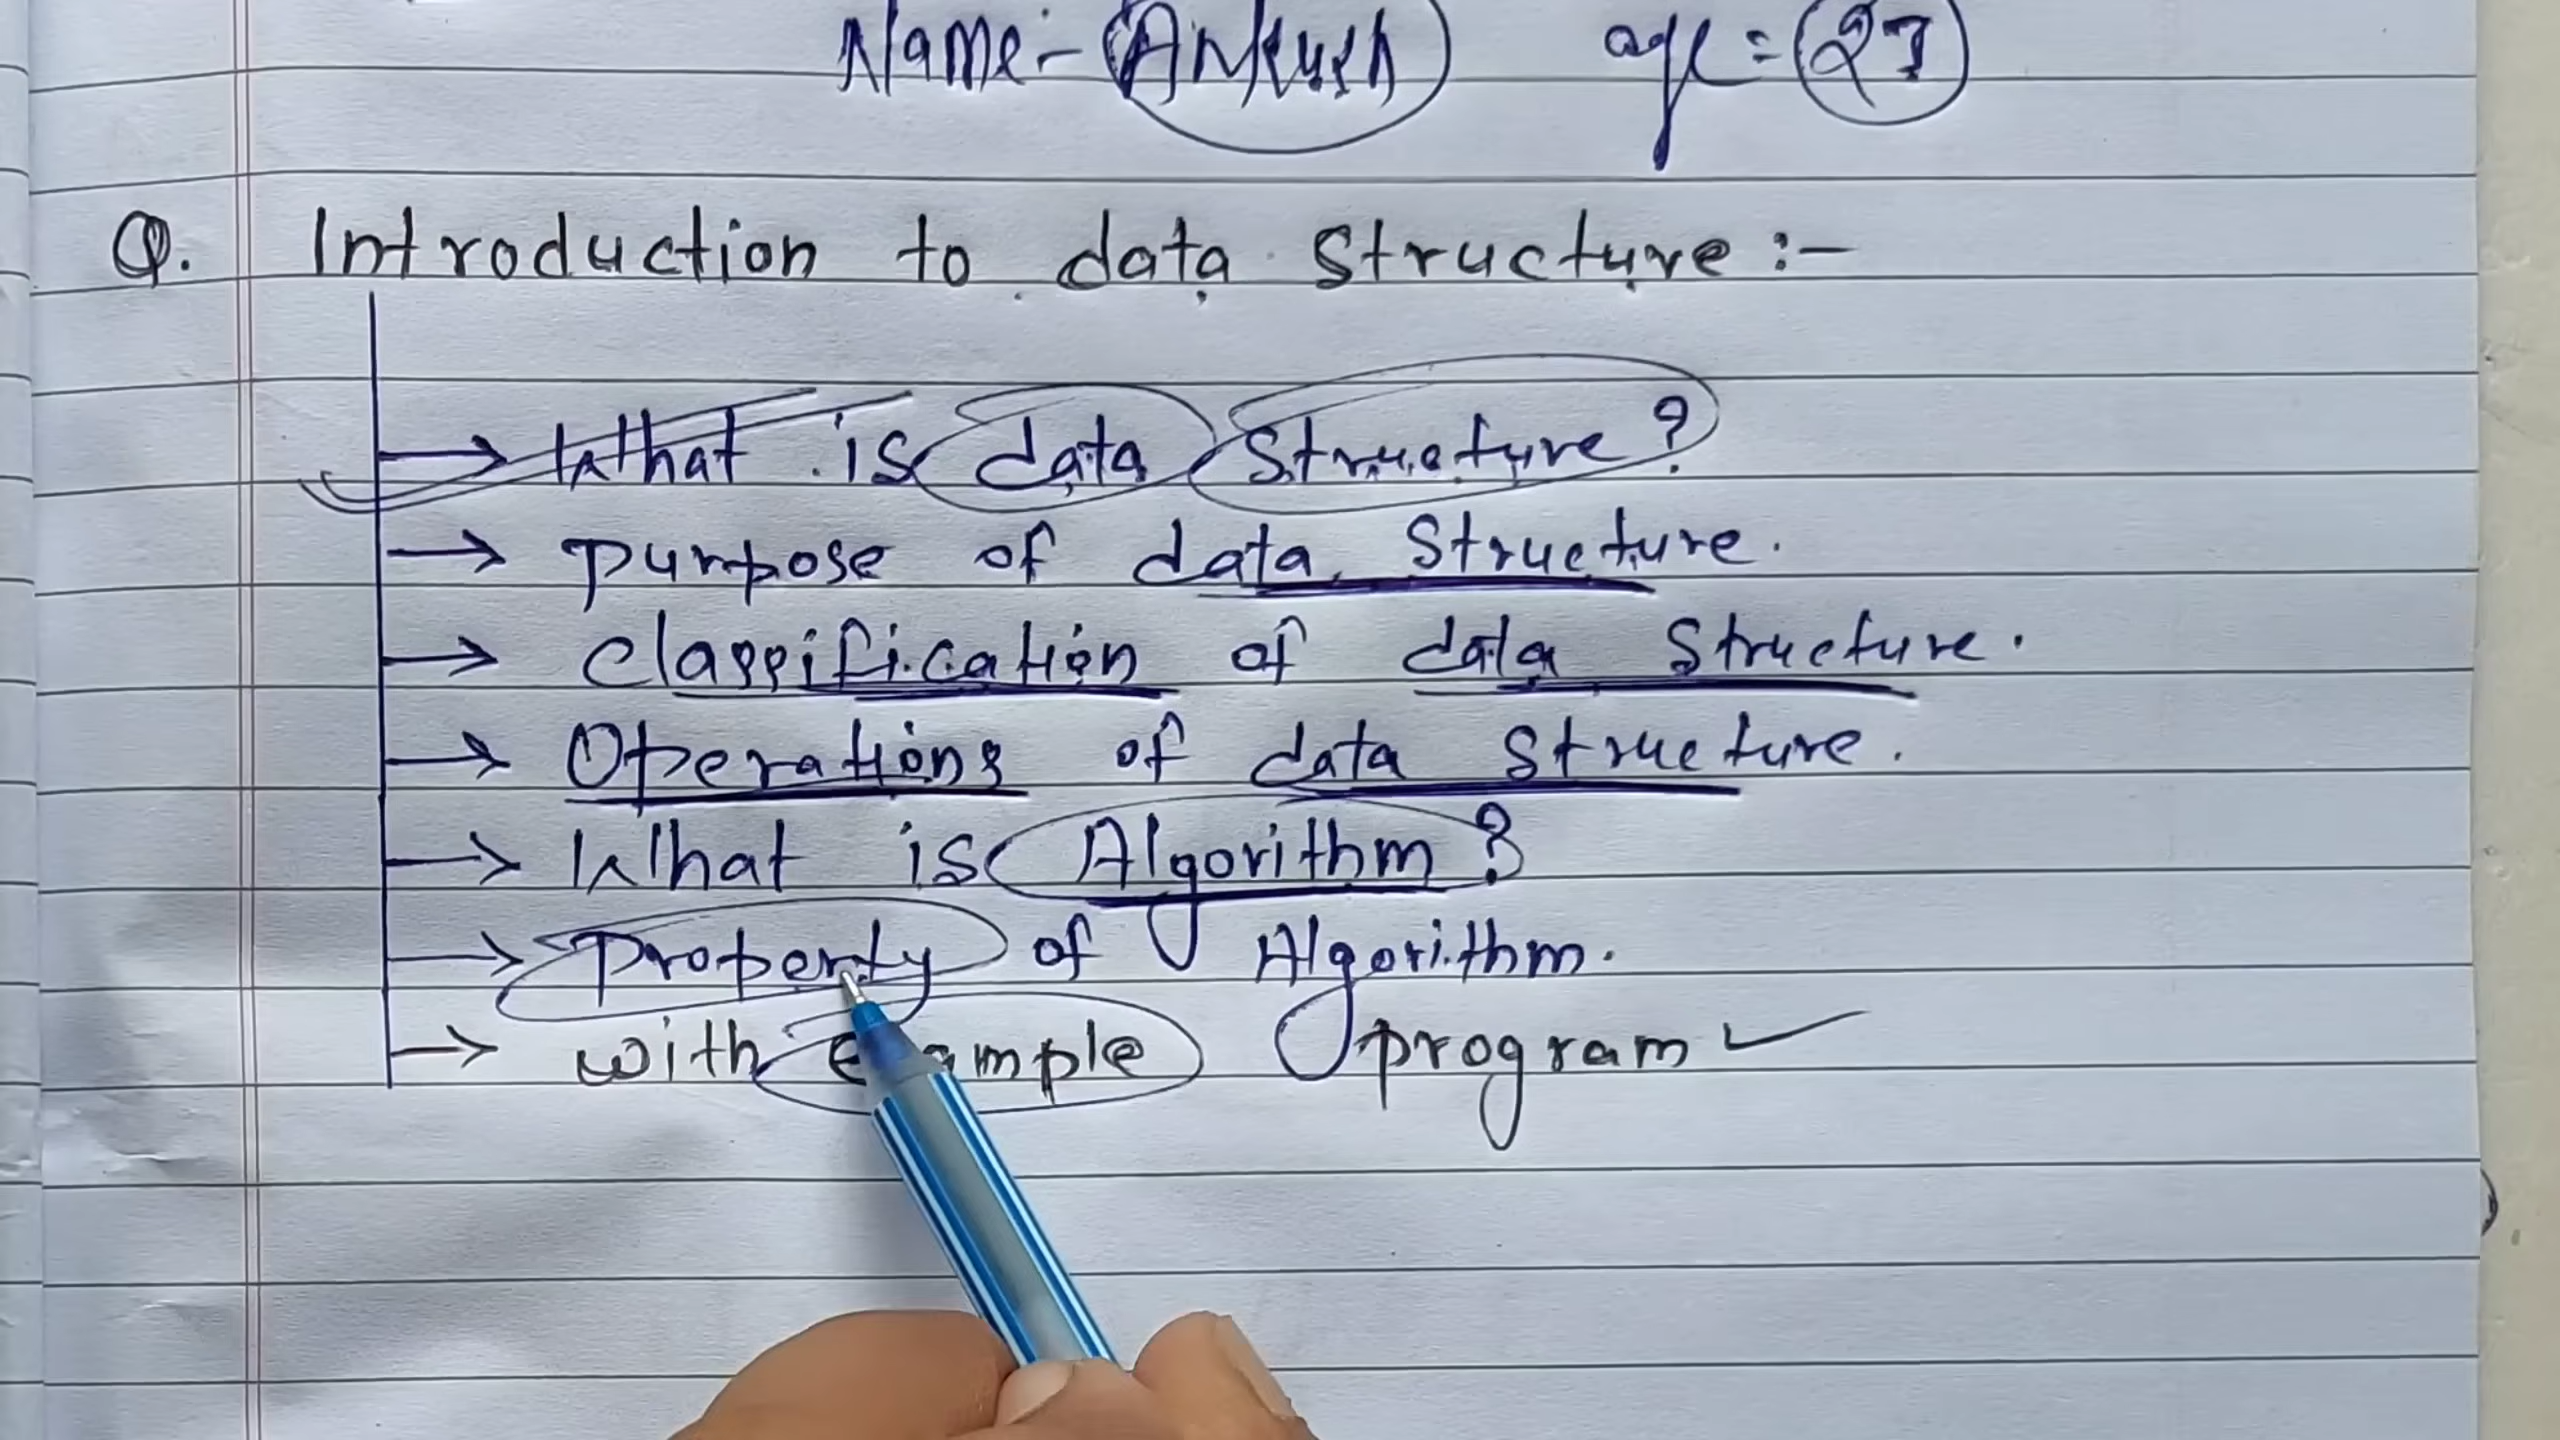 Name:- Ankush age = 27
Q. Introduction to data Structure :-
→ What is data Structure?
→ purpose of data Structure.
→ classification of data Structure.
→ Operations of data Structure.
→ What is Algorithm?
→ Property of Algorithm.
→ with example program ✓